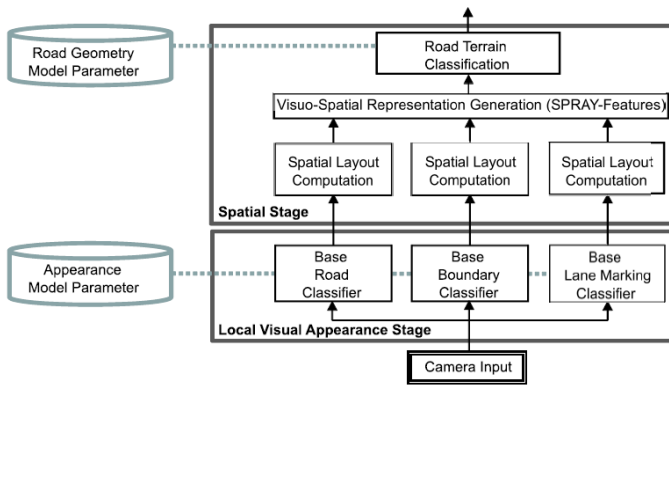 Road Geometry
Model Parameter
Road Terrain
Classification
Visuo-Spatial Representation Generation (SPRAY-Features)
Spatial Layout
Computation
Spatial Layout
Computation
Spatial Layout
Computation
Spatial Stage
Appearance
Model Parameter
Base
Road
Classifier
Base
Boundary
Classifier
Base
Lane Marking
Classifier
Local Visual Appearance Stage
Camera Input